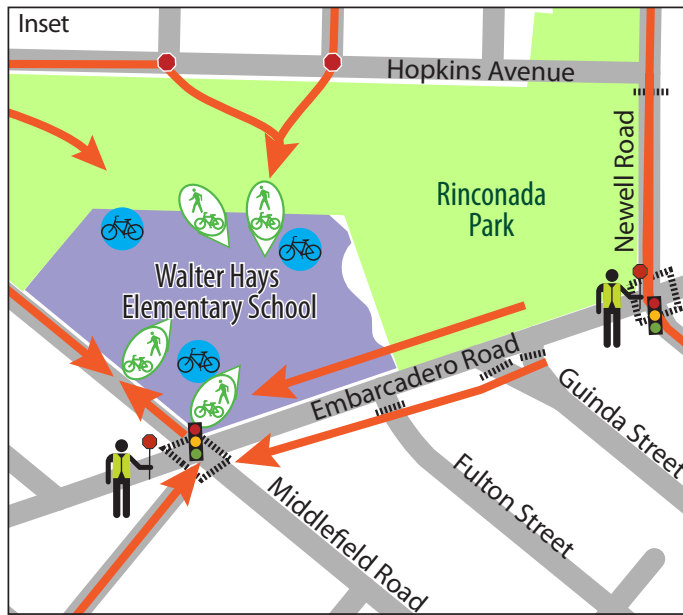 Inset
Hopkins Avenue
Newell Road
Rinconada
Park
Walter Hays
Elementary School
Embarcadero Road
Guinda Street
Fulton Street
Middlefield Road